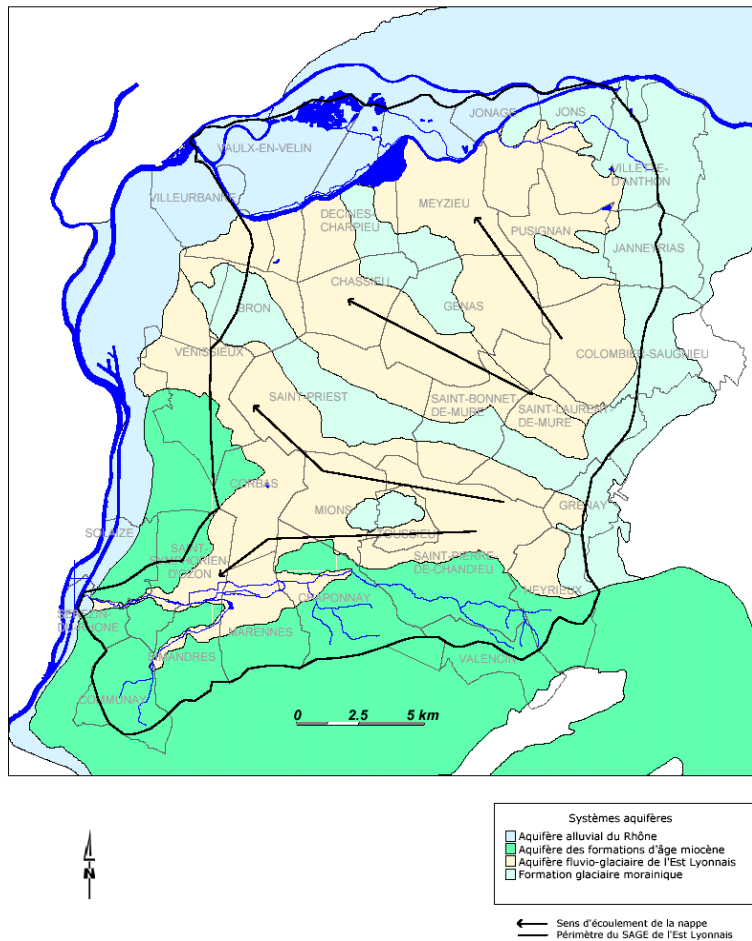 JONAGE
JONS
VAULX-EN-VELIN
VILLETTE-
D'ANTHON
VILLEURBANNE
MEYZIEU
DECINES-
CHARPIEU
PUSIGNAN
JANNEYRIAS
CHASSIEU
GENAS
BRON
VENISSIEUX
COLOMBIER-SAUGNIEU
SAINT-PRIEST
SAINT-BONNET
DE-MURE
SAINT-LAURENT
DE-MURE
CORBAS
MIONS
GRENAY
SOLAIZE
TOUSSIEU
SAINT-
SYMPHORIEN
D'OZON
SAINT-PIERRE
DE-CHANDIEU
HEYRIEUX
CHAPONNAY
SEREZIN-
DU-RHONE
MARENNES
SIMANDRES
VALENCIN
COMMUNAY
0 2.5 5 km
N
Systèmes aquifères
Aquifère alluvial du Rhône
Aquifère des formations d'âge miocène
Aquifère fluvio-glaciaire de l'Est Lyonnais
Formation glaciaire morainique
Sens d'écoulement de la nappe
Périmètre du SAGE de l'Est Lyonnais